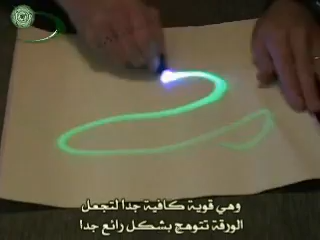 وهي قوية كافية جدا لتجعل
الورقة تتوهج بشكل رائع جدا